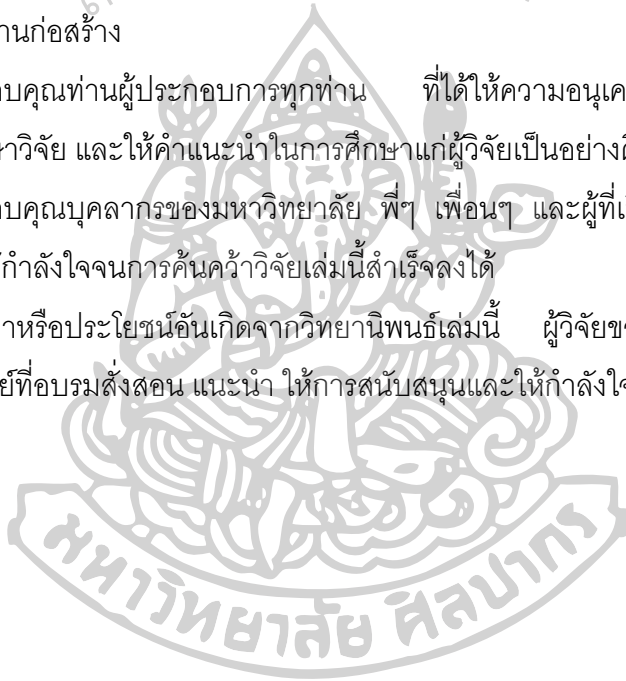 านก่อสร้าง
อบคุณท่านผู้ประกอบการทุกท่าน ที่ได้ให้ความอนุเค
าวิจัย และให้คำแนะนำในการศึกษาแก่ผู้วิจัยเป็นอย่างดี
อบคุณบุคลากรของมหาวิทยาลัย พี่ๆ เพื่อนๆ และผู้ที่
กำลังใจจนการค้นคว้าวิจัยเล่มนี้สำเร็จลงได้
าหรือประโยชน์อันเกิดจากวิทยานิพนธ์เล่มนี้ ผู้วิจัยข
ย์ที่อบรมสั่งสอน แนะนำ ให้การสนับสนุนและให้กำลังใจ
มหาวิทยาลัย ศิลปากร